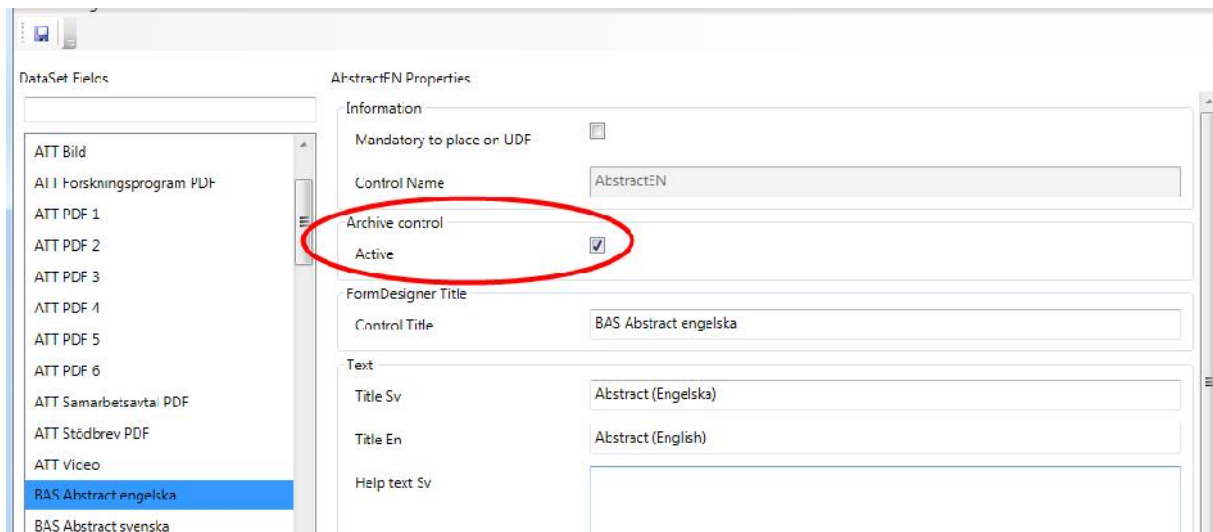 DataSet Fields
ATT Bild
ATT Forskningsprogram PDF
ATT PDF 1
ATT PDF 2
ATT PDF 3
ATT PDF 4
ATT PDF 5
ATT PDF 6
ATT Samarbetsavtal PDF
ATT Stödbrev PDF
ATT Video
BAS Abstract engelska
BAS Abstract svenska
AbstractEN Properties
Information
Mandatory to place on UDF
Control Name AbstractEN
Archive control
Active
FormDesigner Title
Control Title BAS Abstract engelska
Text
Title Sv Abstract (Engelska)
Title En Abstract (English)
Help text Sv